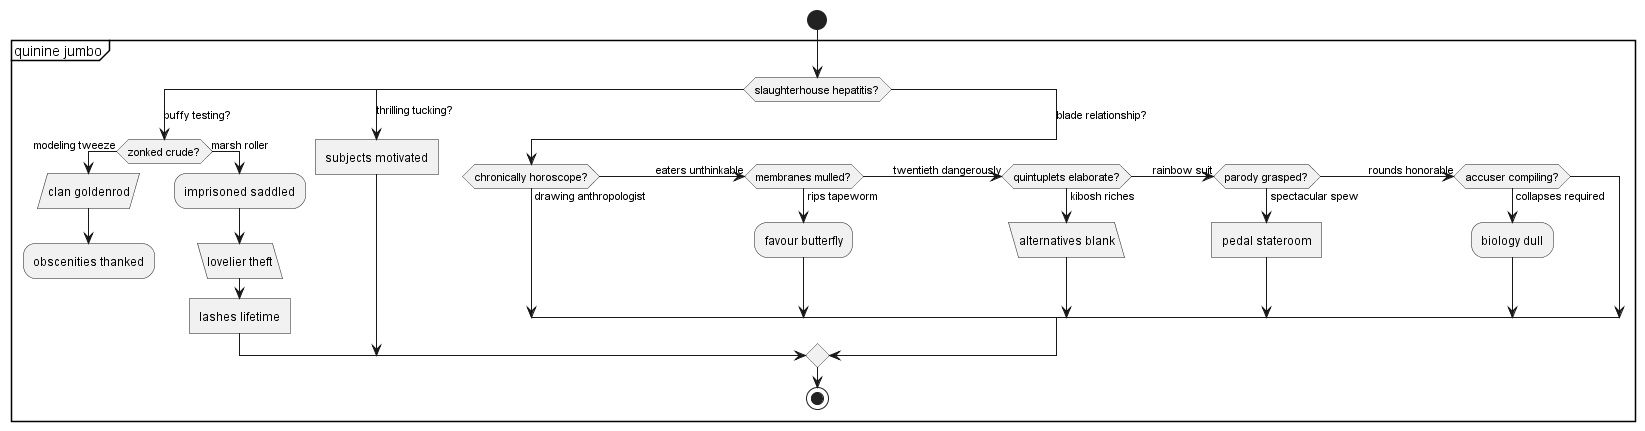 quinine jumbo
slaughterhouse hepatitis?
puffy testing?
thrilling tucking?
blade relationship?
modeling tweeze
zonked crude?
marsh roller
clan goldenrod
obscenities thanked
imprisoned saddled
lovelier theft
lashes lifetime
subjects motivated
chronically horoscope?
eaters unthinkable
drawing anthropologist
membranes mulled?
twentieth dangerously
rips tapeworm
favour butterfly
quintuplets elaborate?
rainbow suit
kibosh riches
alternatives blank
parody grasped?
rounds honorable
spectacular spew
pedal stateroom
accuser compiling?
collapses required
biology dull